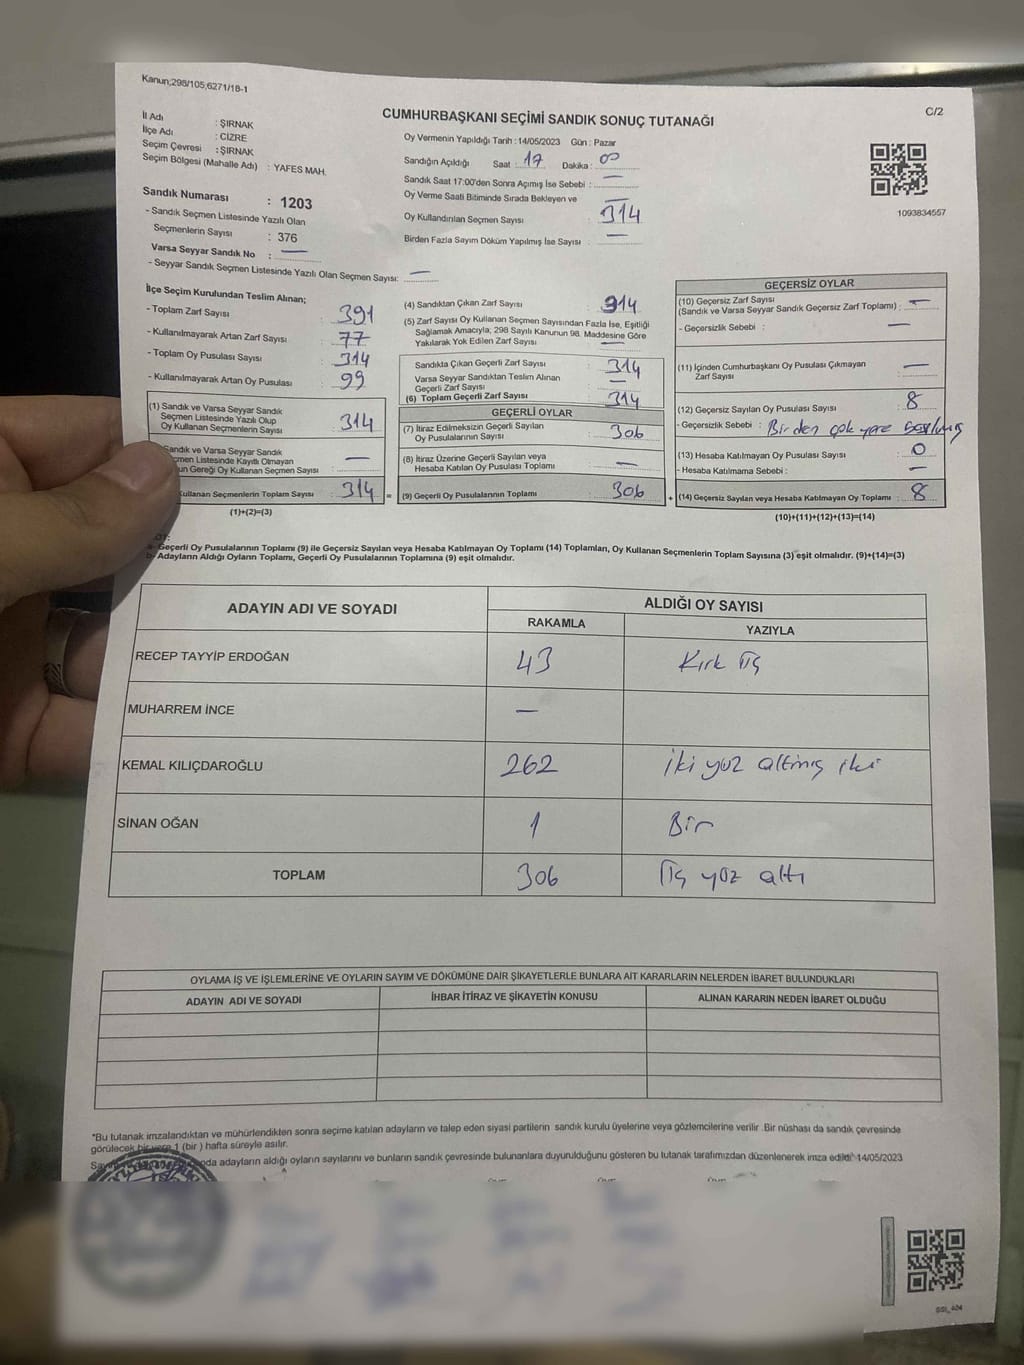 Kanun;298/105,6271/18-1
C/2
CUMHURBAŞKANI SEÇİMİ SANDIK SONUÇ TUTANAĞI
İl Adı : ŞIRNAK
İlçe Adı : CİZRE
Seçim Çevresi : ŞIRNAK
Seçim Bölgesi (Mahalle Adı) : YAFES MAH.
Sandık Numarası : 1203
- Sandık Seçmen Listesinde Yazılı Olan
Seçmenlerin Sayısı : 376
Varsa Seyyar Sandık No : —
- Seyyar Sandık Seçmen Listesinde Yazılı Olan Seçmen Sayısı: —
Oy Vermenin Yapıldığı Tarih : 14/05/2023 Gün : Pazar
Sandığın Açıldığı Saat : 17 Dakika : 00
Sandık Saat 17:00'den Sonra Açımış İse Sebebi : —
Oy Verme Saati Bitiminde Sırada Bekleyen ve —
Oy Kullandırılan Seçmen Sayısı 314
Birden Fazla Sayım Döküm Yapılmış İse Sayısı : —
1093834557
İlçe Seçim Kurulundan Teslim Alınan;
- Toplam Zarf Sayısı : 391
- Kullanılmayarak Artan Zarf Sayısı : 77
- Toplam Oy Pusulası Sayısı : 314
- Kullanılmayarak Artan Oy Pusulası : 99
(1) Sandık ve Varsa Seyyar Sandık
Seçmen Listesinde Yazılı Olup
Oy Kullanan Seçmenlerin Sayısı : 314
Sandık ve Varsa Seyyar Sandık
çmen Listesinde Kayıtlı Olmayan
un Gereği Oy Kullanan Seçmen Sayısı : —
Kullanan Seçmenlerin Toplam Sayısı : 314 =
(1)+(2)=(3)
(4) Sandıktan Çıkan Zarf Sayısı : 314
(5) Zarf Sayısı Oy Kullanan Seçmen Sayısından Fazla İse, Eşitliği
Sağlamak Amacıyla; 298 Sayılı Kanunun 98. Maddesine Göre
Yakılarak Yok Edilen Zarf Sayısı : —
Sandıkta Çıkan Geçerli Zarf Sayısı : 314
Varsa Seyyar Sandıktan Teslim Alınan
Geçerli Zarf Sayısı : —
(6) Toplam Geçerli Zarf Sayısı : 314
GEÇERLİ OYLAR
(7) İtiraz Edilmeksizin Geçerli Sayılan
Oy Pusulalarının Sayısı : 306
(8) İtiraz Üzerine Geçerli Sayılan veya
Hesaba Katılan Oy Pusulası Toplamı : —
(9) Geçerli Oy Pusulalarının Toplamı : 306 +
GEÇERSİZ OYLAR
(10) Geçersiz Zarf Sayısı
(Sandık ve Varsa Seyyar Sandık Geçersiz Zarf Toplamı) : —
- Geçersizlik Sebebi : —
(11) İçinden Cumhurbaşkanı Oy Pusulası Çıkmayan
Zarf Sayısı : —
(12) Geçersiz Sayılan Oy Pusulası Sayısı : 8
- Geçersizlik Sebebi : Birden çok yere basılmış
(13) Hesaba Katılmayan Oy Pusulası Sayısı : 0
- Hesaba Katılmama Sebebi : —
(14) Geçersiz Sayılan veya Hesaba Katılmayan Oy Toplamı : 8
(10)+(11)+(12)+(13)=(14)
a- Geçerli Oy Pusulalarının Toplamı (9) ile Geçersiz Sayılan veya Hesaba Katılmayan Oy Toplamı (14) Toplamları, Oy Kullanan Seçmenlerin Toplam Sayısına (3) eşit olmalıdır. (9)+(14)=(3)
b- Adayların Aldığı Oyların Toplamı, Geçerli Oy Pusulalarının Toplamına (9) eşit olmalıdır.
ADAYIN ADI VE SOYADI ALDIĞI OY SAYISI
RAKAMLA YAZIYLA
RECEP TAYYİP ERDOĞAN 43 Kırk üç
MUHARREM İNCE —
KEMAL KILIÇDAROĞLU 262 iki yüz altmış iki
SİNAN OĞAN 1 Bir
TOPLAM 306 üç yüz altı
OYLAMA İŞ VE İŞLEMLERİNE VE OYLARIN SAYIM VE DÖKÜMÜNE DAİR ŞİKAYETLERLE BUNLARA AİT KARARLARIN NELERDEN İBARET BULUNDUKLARI
ADAYIN ADI VE SOYADI İHBAR İTİRAZ VE ŞİKAYETİN KONUSU ALINAN KARARIN NEDEN İBARET OLDUĞU
*Bu tutanak imzalandıktan ve mühürlendikten sonra seçime katılan adayların ve talep eden siyasi partilerin sandık kurulu üyelerine veya gözlemcilerine verilir .Bir nüshası da sandık çevresinde
görülecek bir yere 1 (bir ) hafta süreyle asılır.
adayların aldığı oyların sayılarını ve bunların sandık çevresinde bulunanlara duyurulduğunu gösteren bu tutanak tarafımızdan düzenlenerek imza edildi. 14/05/2023